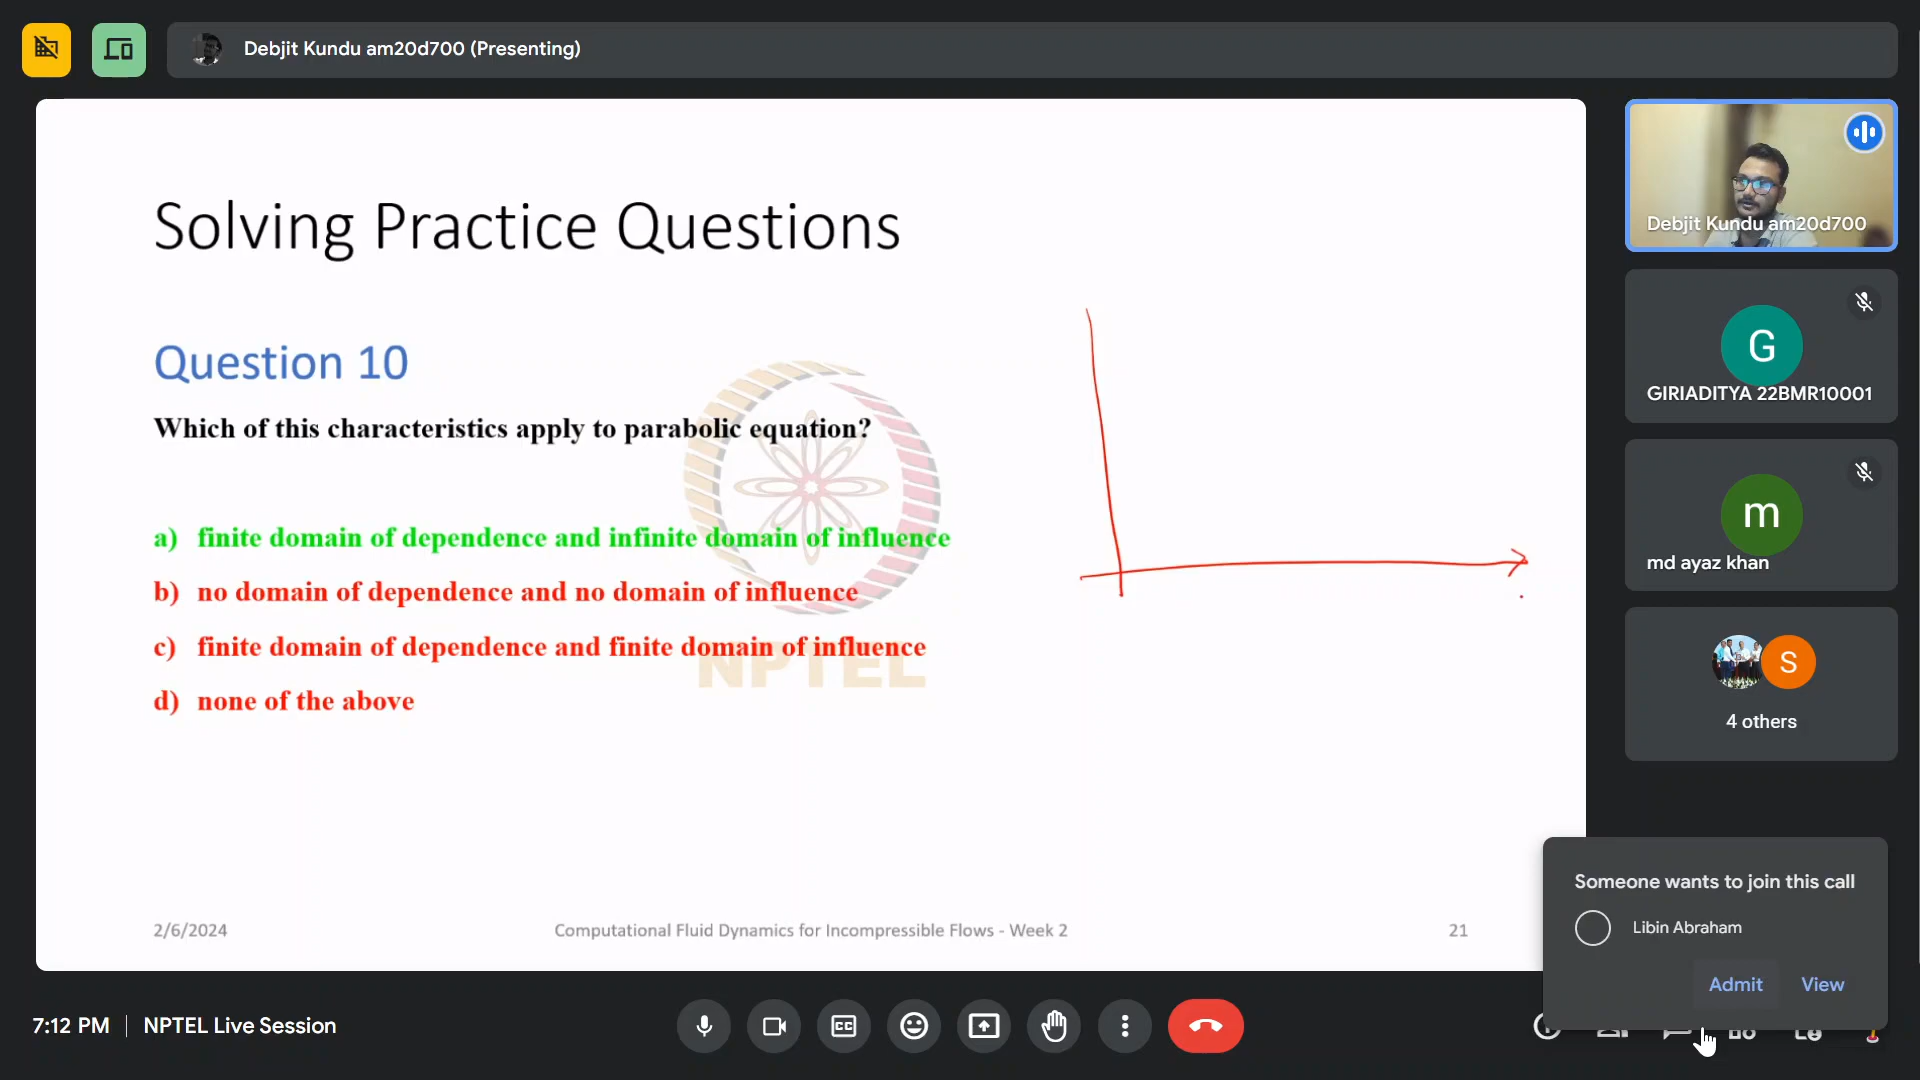 Debjit Kundu am20d700 (Presenting)
Solving Practice Questions
Question 10
Which of this characteristics apply to parabolic equation?
a) finite domain of dependence and infinite domain of influence
b) no domain of dependence and no domain of influence
c) finite domain of dependence and finite domain of influence
d) none of the above
NPTEL
2/6/2024
Computational Fluid Dynamics for Incompressible Flows - Week 2
21
Debjit Kundu am20d700
G
GIRIADITYA 22BMR10001
m
md ayaz khan
S
4 others
Someone wants to join this call
Libin Abraham
Admit View
7:12 PM | NPTEL Live Session
CC